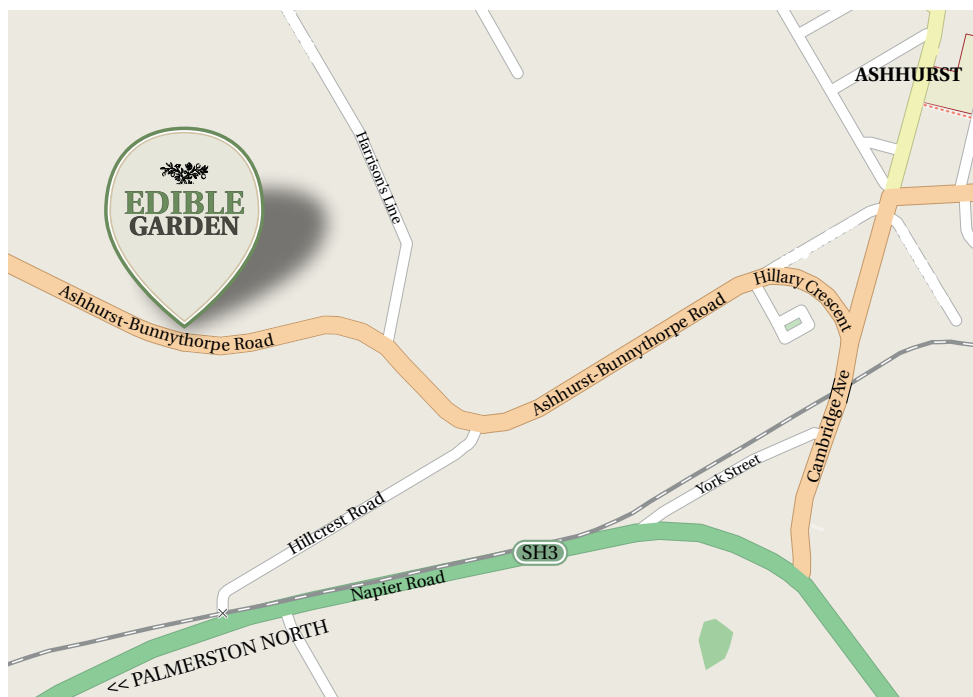 ASHHURST
Harrison's Line
EDIBLE
GARDEN
Ashhurst-Bunnythorpe Road
Hillary Crescent
Ashhurst-Bunnythorpe Road
Cambridge Ave
York Street
Hillcrest Road
SH3
Napier Road
<< PALMERSTON NORTH